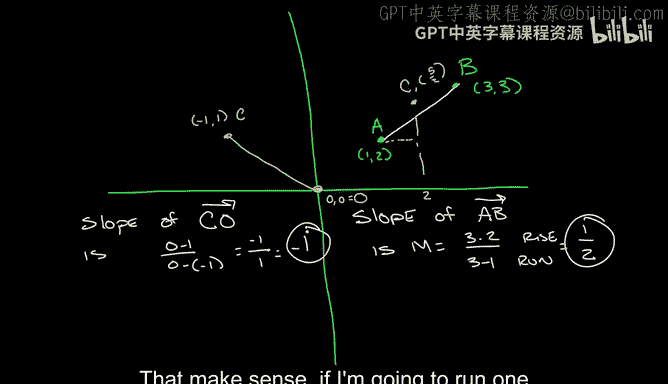 GPT中英字幕课程资源@bilibili.com
GPT中英字幕课程资源 bilibili
C, (5/2)
B
(3,3)
(-1,1) C
A
(1,2)
0,0=0
2
SLOPE OF CO
SLOPE OF AB
IS 0-1/0-(-1) = -1/1 = -1
IS M = 3-2/3-1 RISE/RUN = 1/2
That make sense, if I'm going to run one